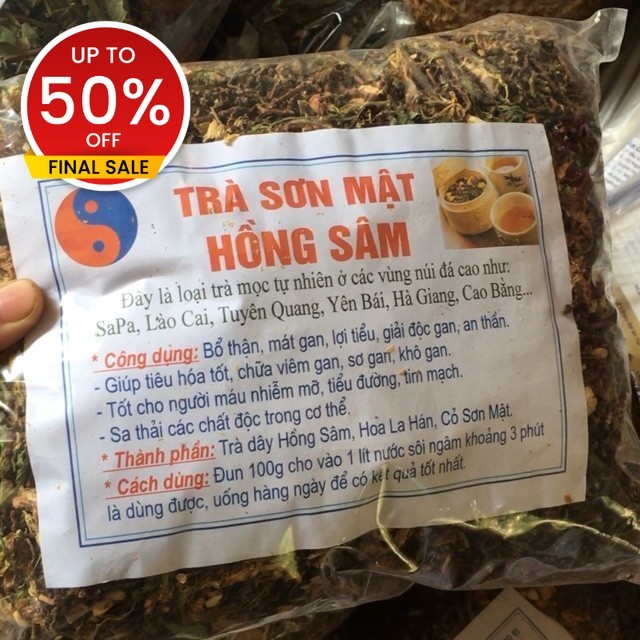 UP TO
50%
OFF
FINAL SALE
TRÀ SƠN MẬT
HỒNG SÂM
Đây là loại trà mọc tự nhiên ở các vùng núi đá cao như:
SaPa, Lào Cai, Tuyên Quang, Yên Bái, Hà Giang, Cao Bằng...
* Công dụng: Bổ thận, mát gan, lợi tiểu, giải độc gan, an thần.
- Giúp tiêu hóa tốt, chữa viêm gan, sơ gan, khô gan.
- Tốt cho người máu nhiễm mỡ, tiểu đường, tim mạch.
- Sa thải các chất độc trong cơ thể.
* Thành phần: Trà dây Hồng Sâm, Hoa La Hán, Cỏ Sơn Mật.
* Cách dùng: Đun 100g cho vào 1 lít nước sôi ngâm khoảng 3 phút
là dùng được, uống hàng ngày để có kết quả tốt nhất.